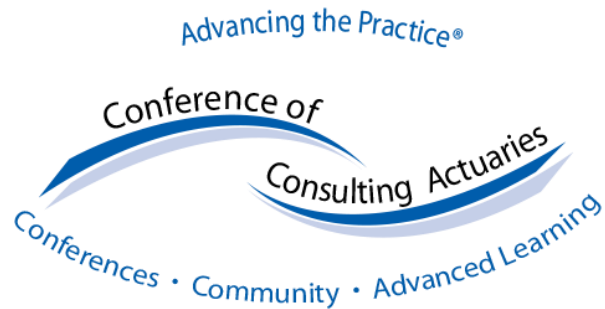 Advancing the Practice®
Conference of
Consulting Actuaries
Conferences • Community • Advanced Learning